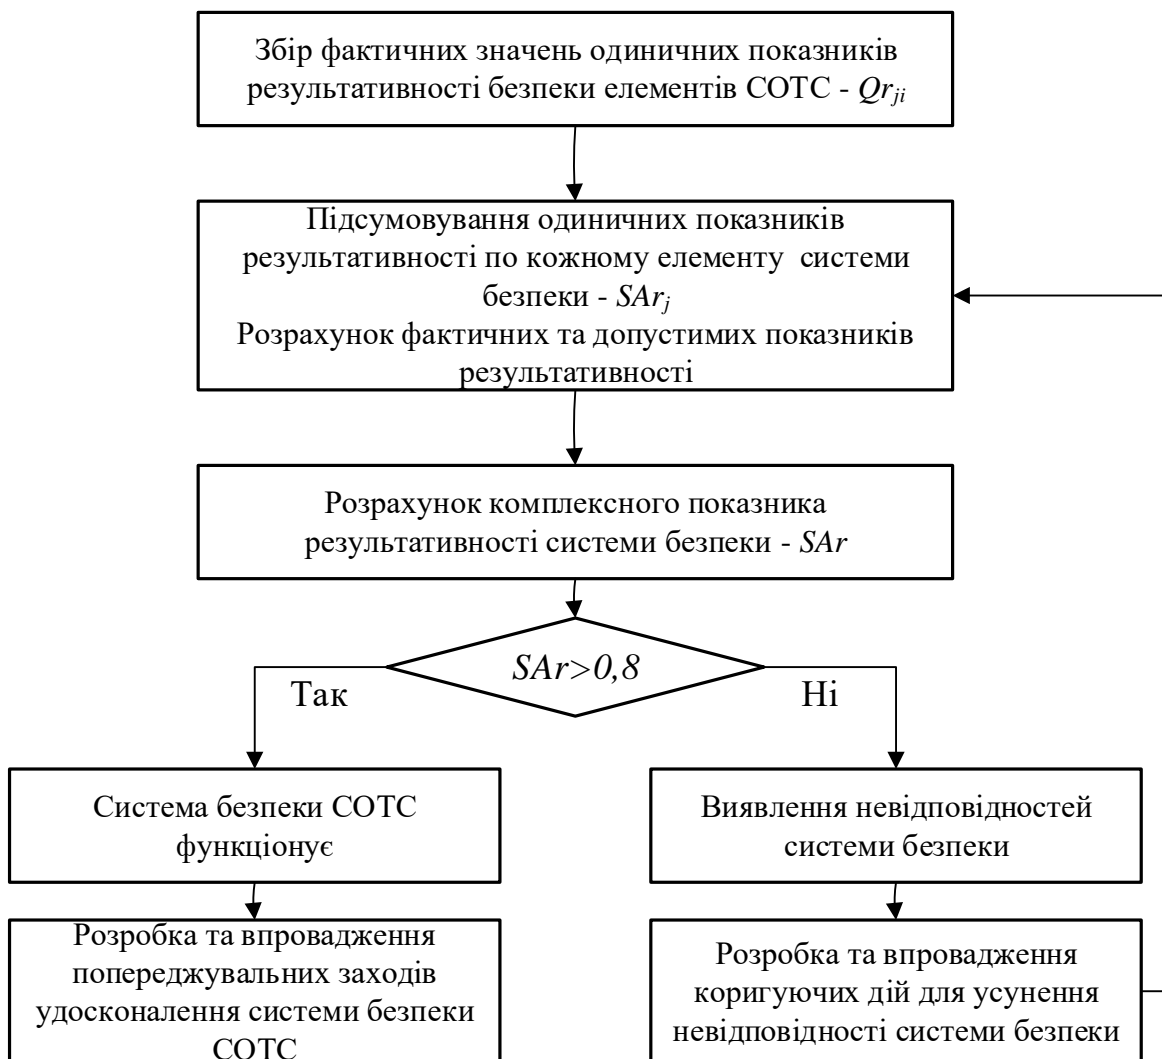 Збір фактичних значень одиничних показників
результативності безпеки елементів СОТС - Qrji
Підсумовування одиничних показників
результативності по кожному елементу системи
безпеки - SArj
Розрахунок фактичних та допустимих показників
результативності
Розрахунок комплексного показника
результативності системи безпеки - SAr
SAr>0,8
Так
Ні
Система безпеки СОТС
функціонує
Виявлення невідповідностей
системи безпеки
Розробка та впровадження
попереджувальних заходів
удосконалення системи безпеки
СОТС
Розробка та впровадження
коригуючих дій для усунення
невідповідності системи безпеки